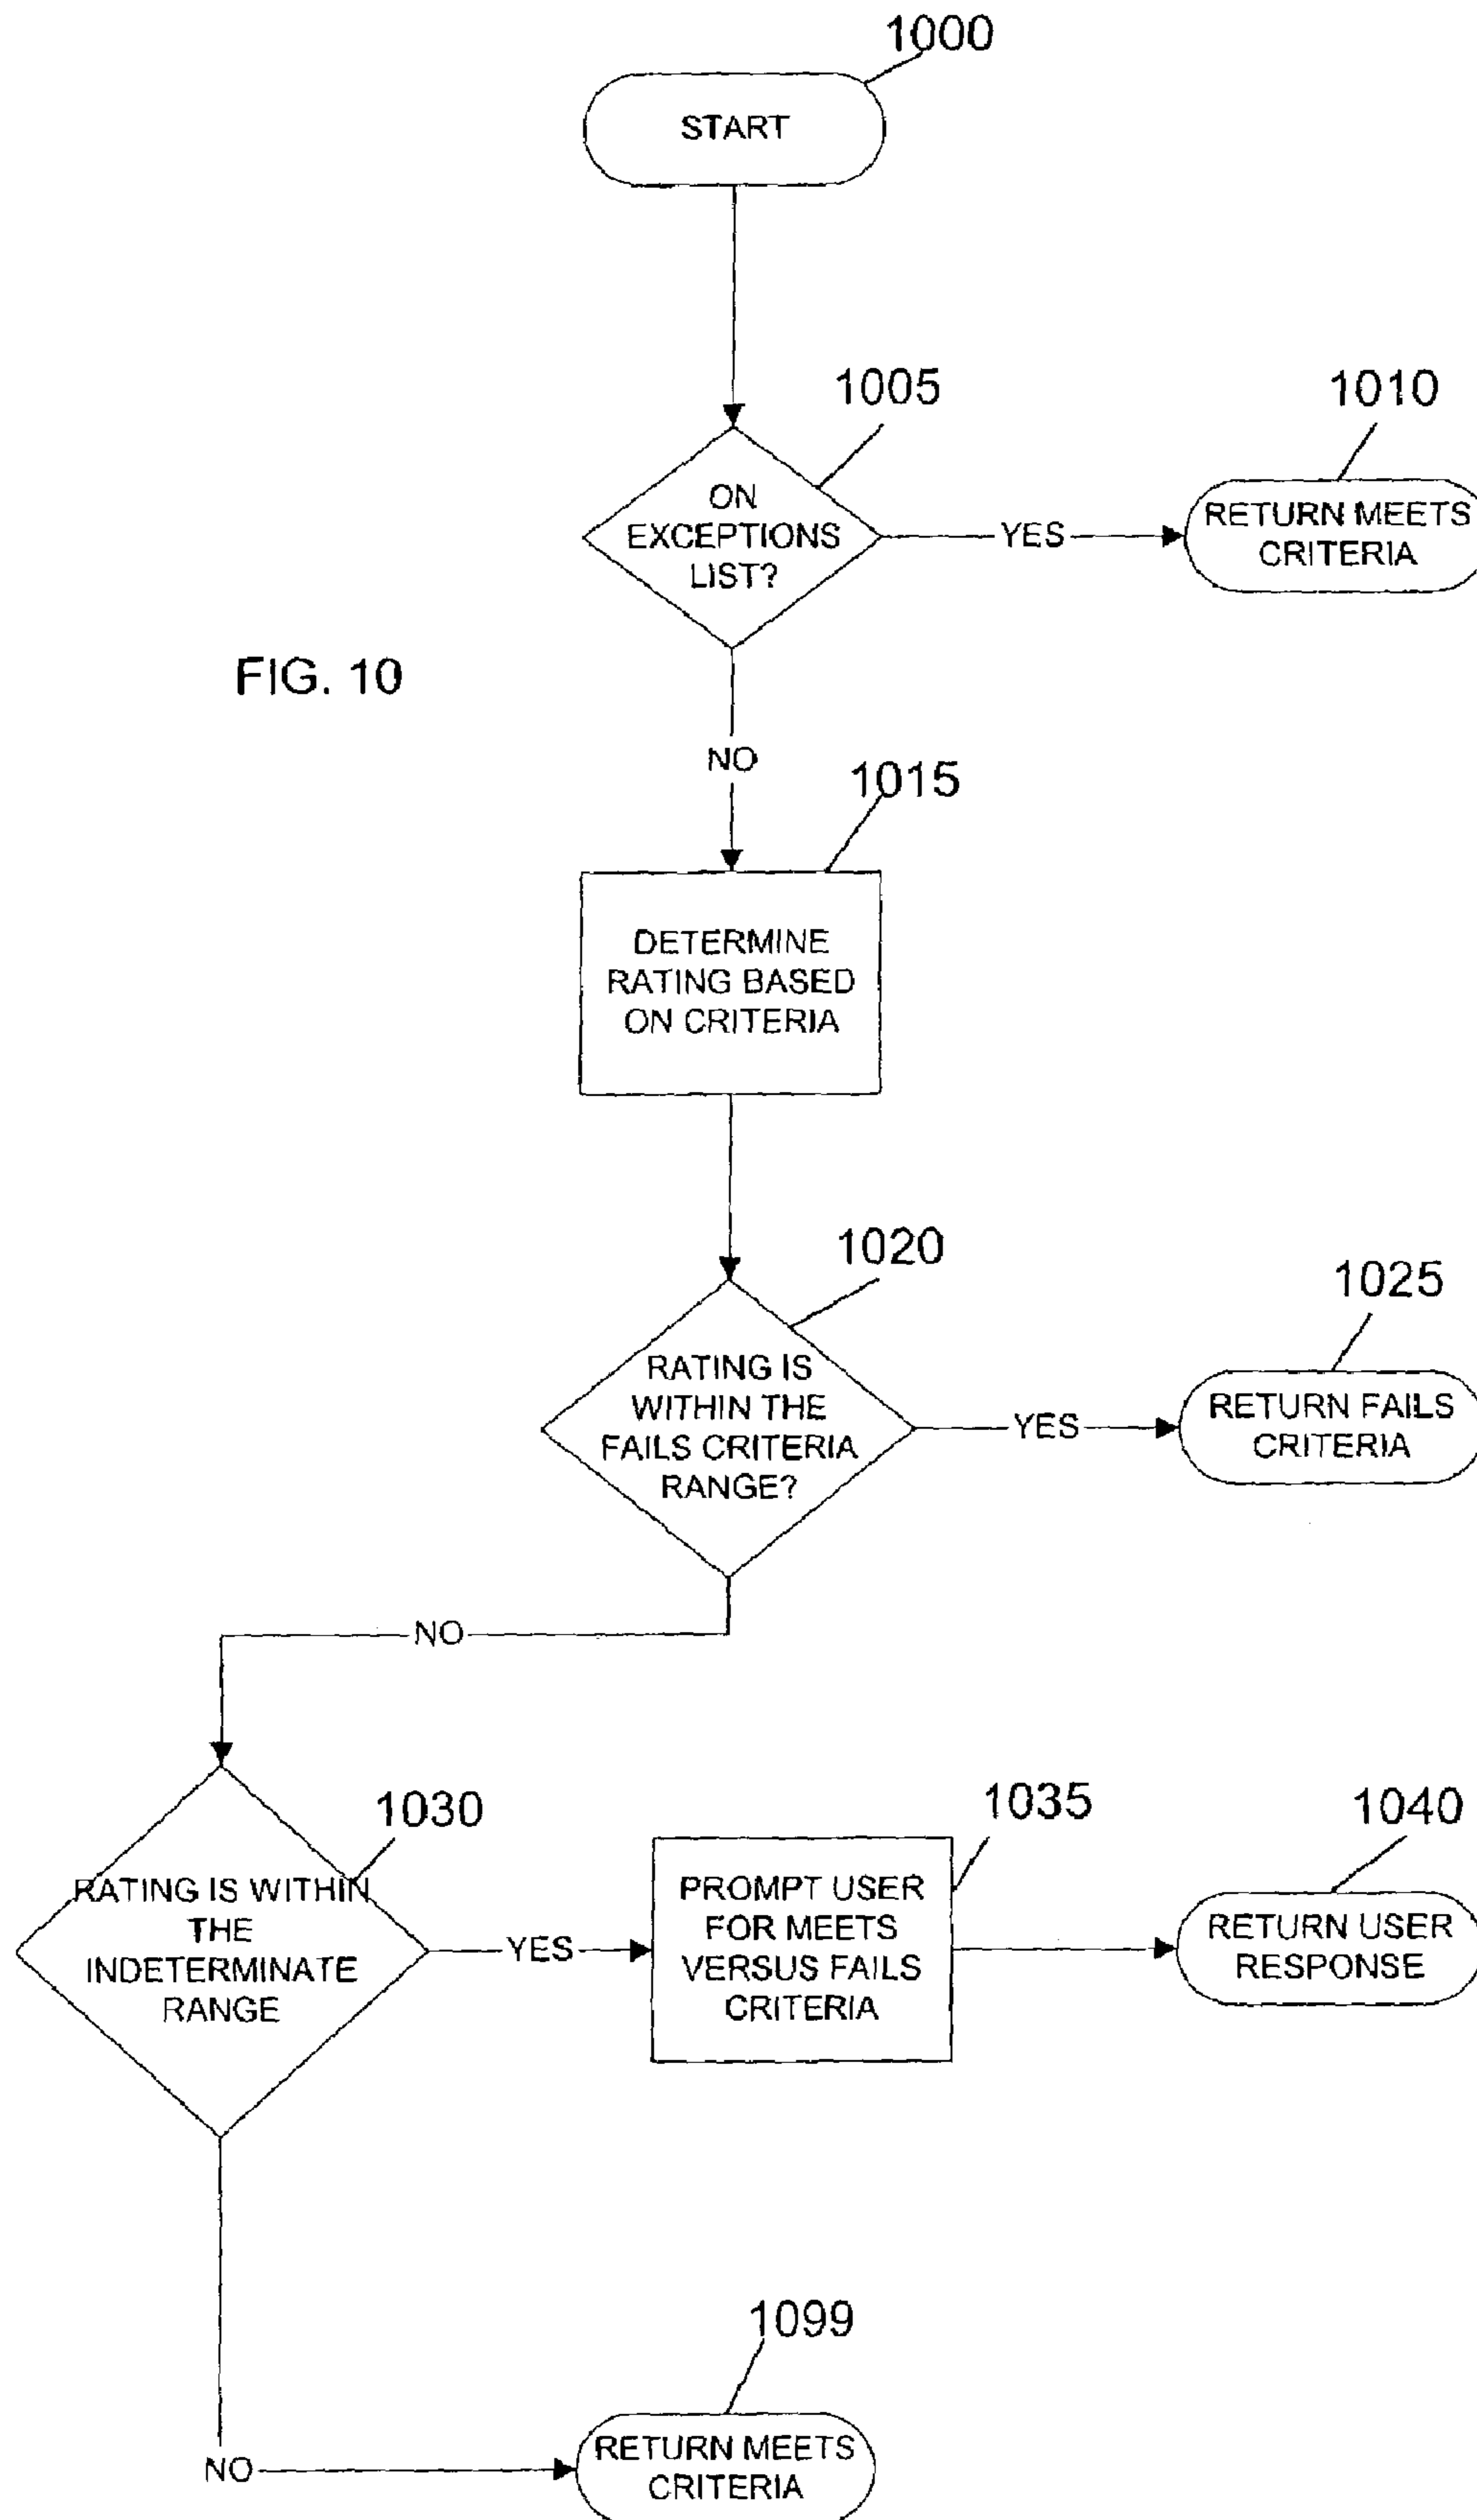 1000
START
1005
1010
ON
EXCEPTIONS
LIST?
YES
RETURN MEETS
CRITERIA
FIG. 10
NO
1015
DETERMINE
RATING BASED
ON CRITERIA
1020
1025
RATING IS
WITHIN THE
FAILS CRITERIA
RANGE?
YES
RETURN FAILS
CRITERIA
NO
1030
1035
1040
RATING IS WITHIN
THE
INDETERMINATE
RANGE
YES
PROMPT USER
FOR MEETS
VERSUS FAILS
CRITERIA
RETURN USER
RESPONSE
1099
NO
RETURN MEETS
CRITERIA